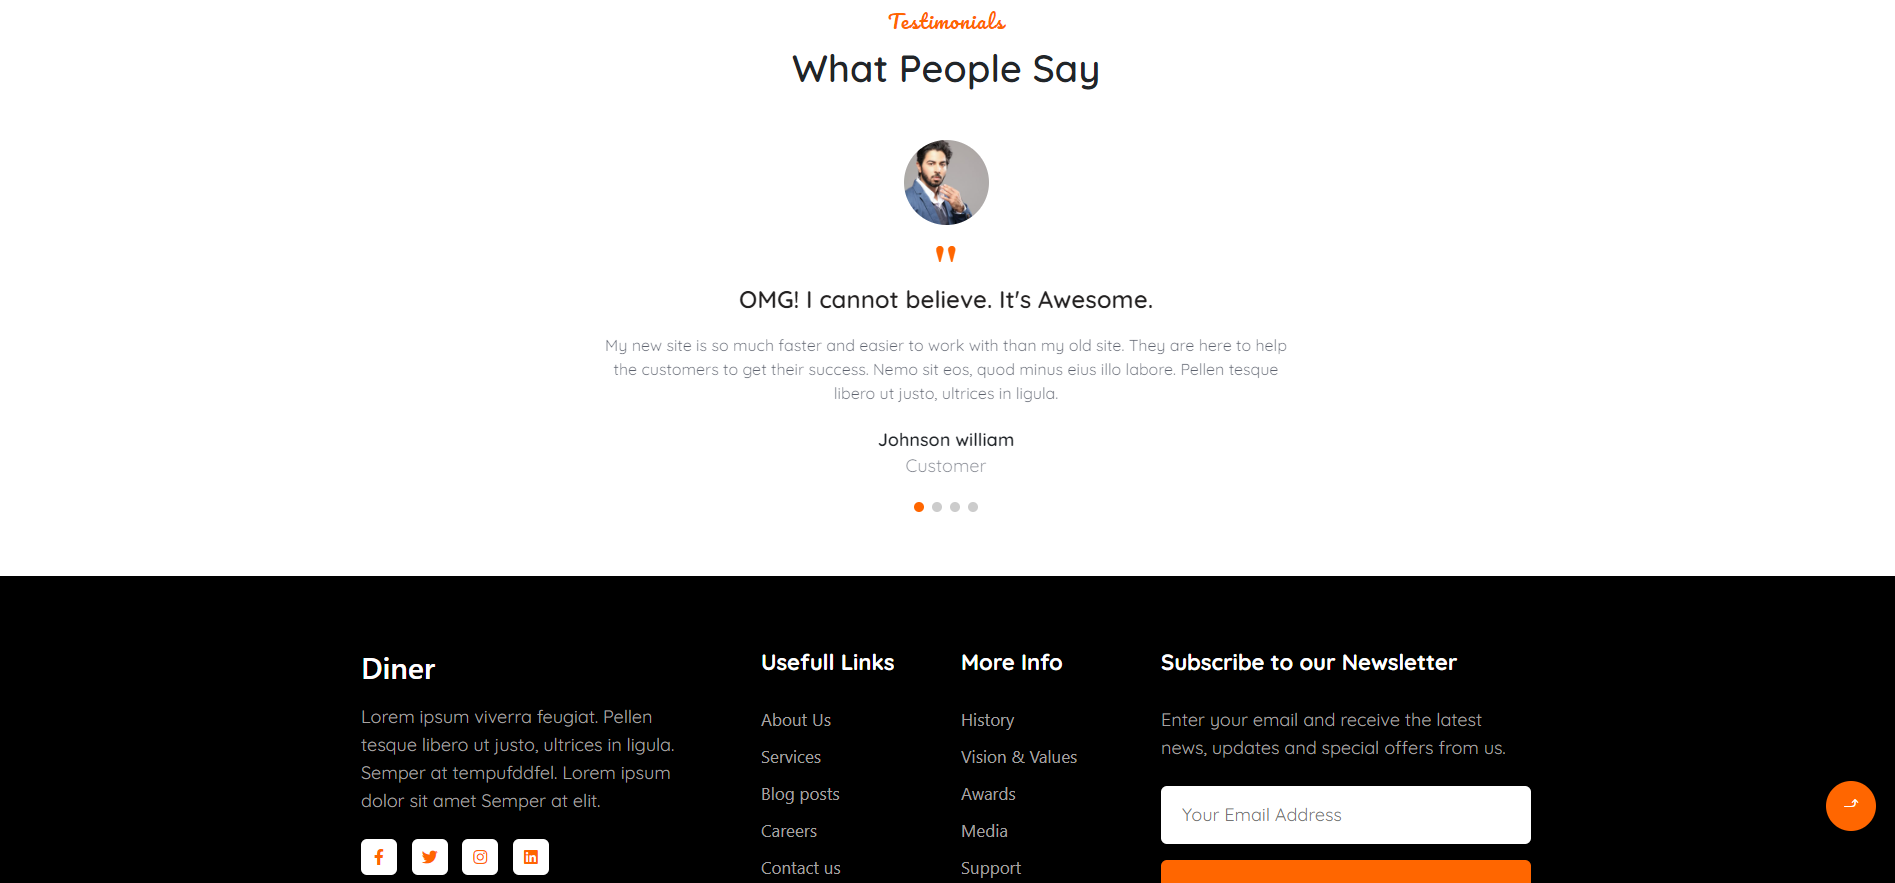 Testimonials
What People Say
"
OMG! I cannot believe. It's Awesome.
My new site is so much faster and easier to work with than my old site. They are here to help
the customers to get their success. Nemo sit eos, quod minus eius illo labore. Pellen tesque
libero ut justo, ultrices in ligula.
Johnson william
Customer
Diner
Lorem ipsum viverra feugiat. Pellen
tesque libero ut justo, ultrices in ligula.
Semper at tempufddfel. Lorem ipsum
dolor sit amet Semper at elit.
Usefull Links
About Us
Services
Blog posts
Careers
Contact us
More Info
History
Vision & Values
Awards
Media
Support
Subscribe to our Newsletter
Enter your email and receive the latest
news, updates and special offers from us.
Your Email Address